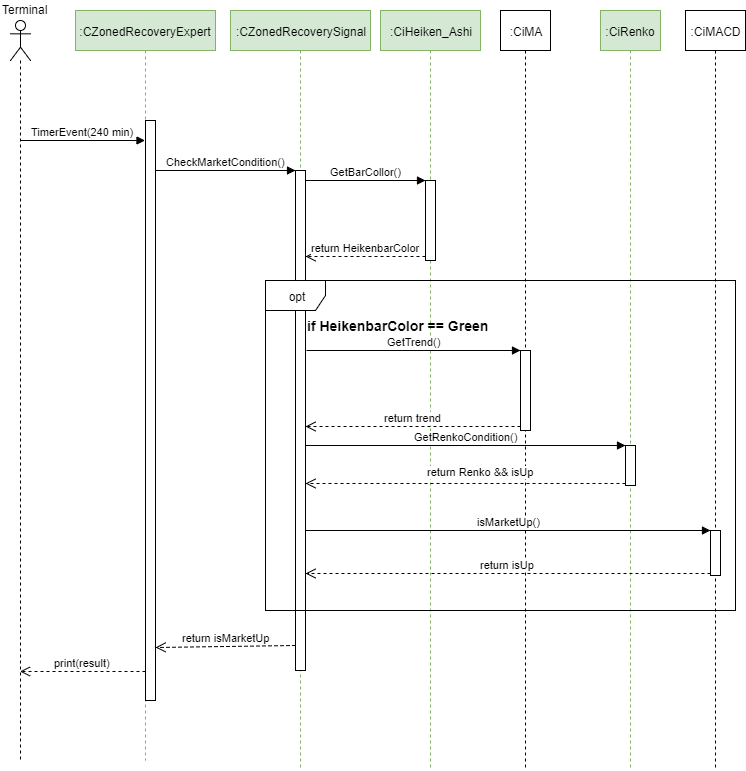 Terminal
:CZonedRecoveryExpert
:CZonedRecoverySignal
:CiHeiken_Ashi
:CiMA
:CiRenko
:CiMACD
TimerEvent(240 min)
CheckMarketCondition()
GetBarCollor()
return HeikenbarColor
opt
if HeikenbarColor == Green
GetTrend()
return trend
GetRenkoCondition()
return Renko && isUp
isMarketUp()
return isUp
return isMarketUp
print(result)